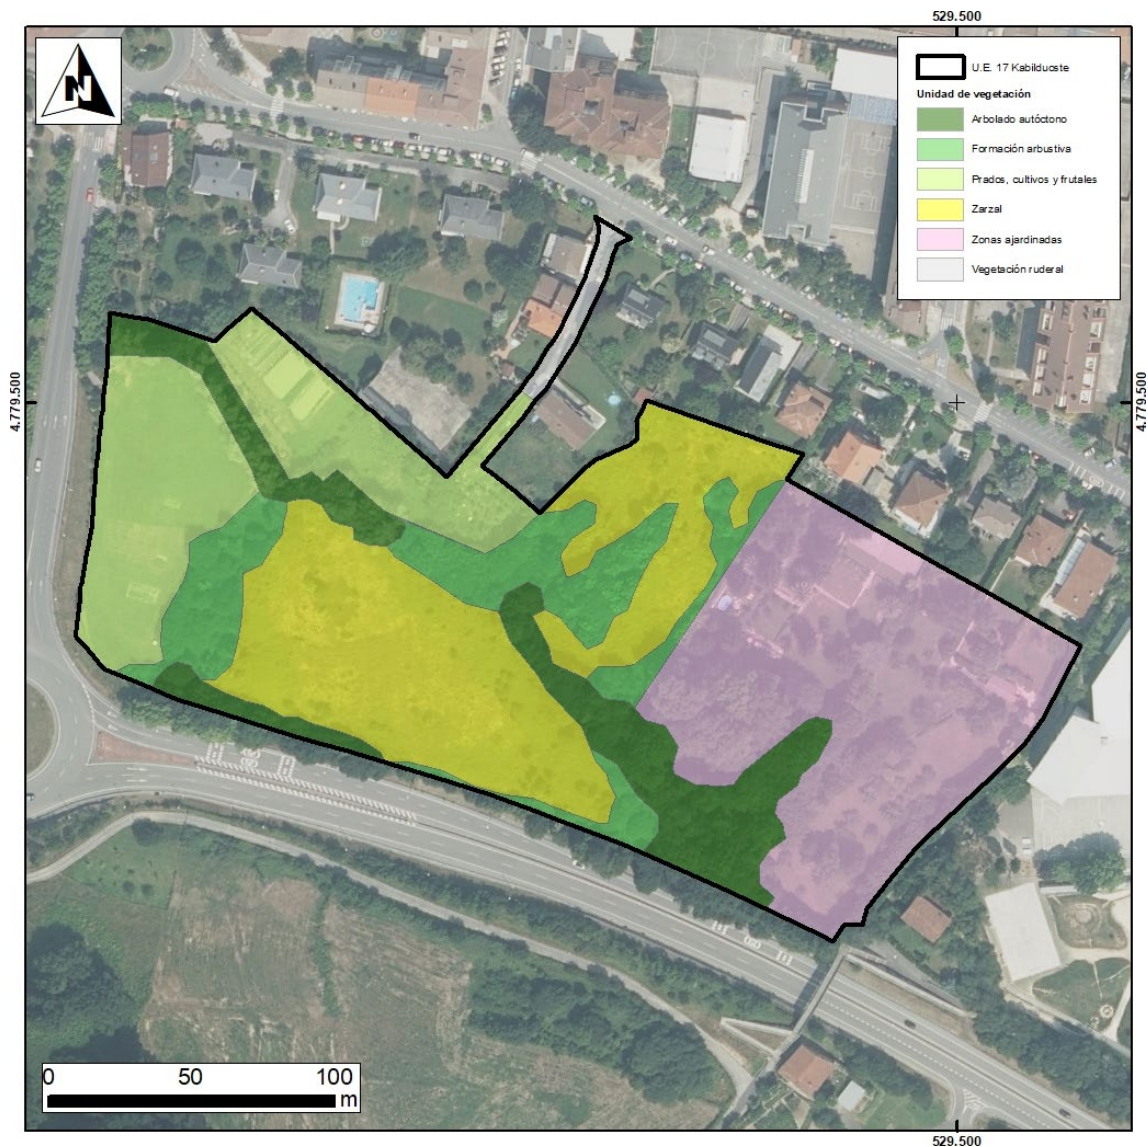 529.500
N
U.E. 17 Kabilduoste
Unidad de vegetación
Arbolado autóctono
Formación arbustiva
Prados, cultivos y frutales
Zarzal
Zonas ajardinadas
Vegetación ruderal
4.779.500
4.779.500
0 50 100
m
529.500